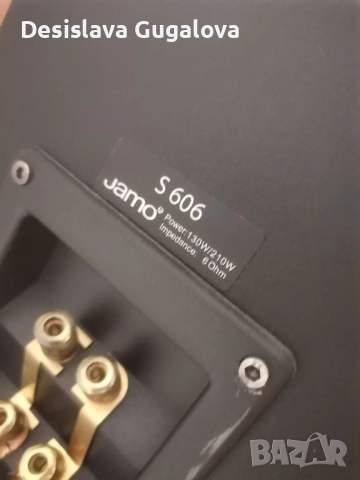 Desislava Gugalova
S 606
Jamo
Power: 130W/210W
Impedance: 6 Ohm
BAZAR